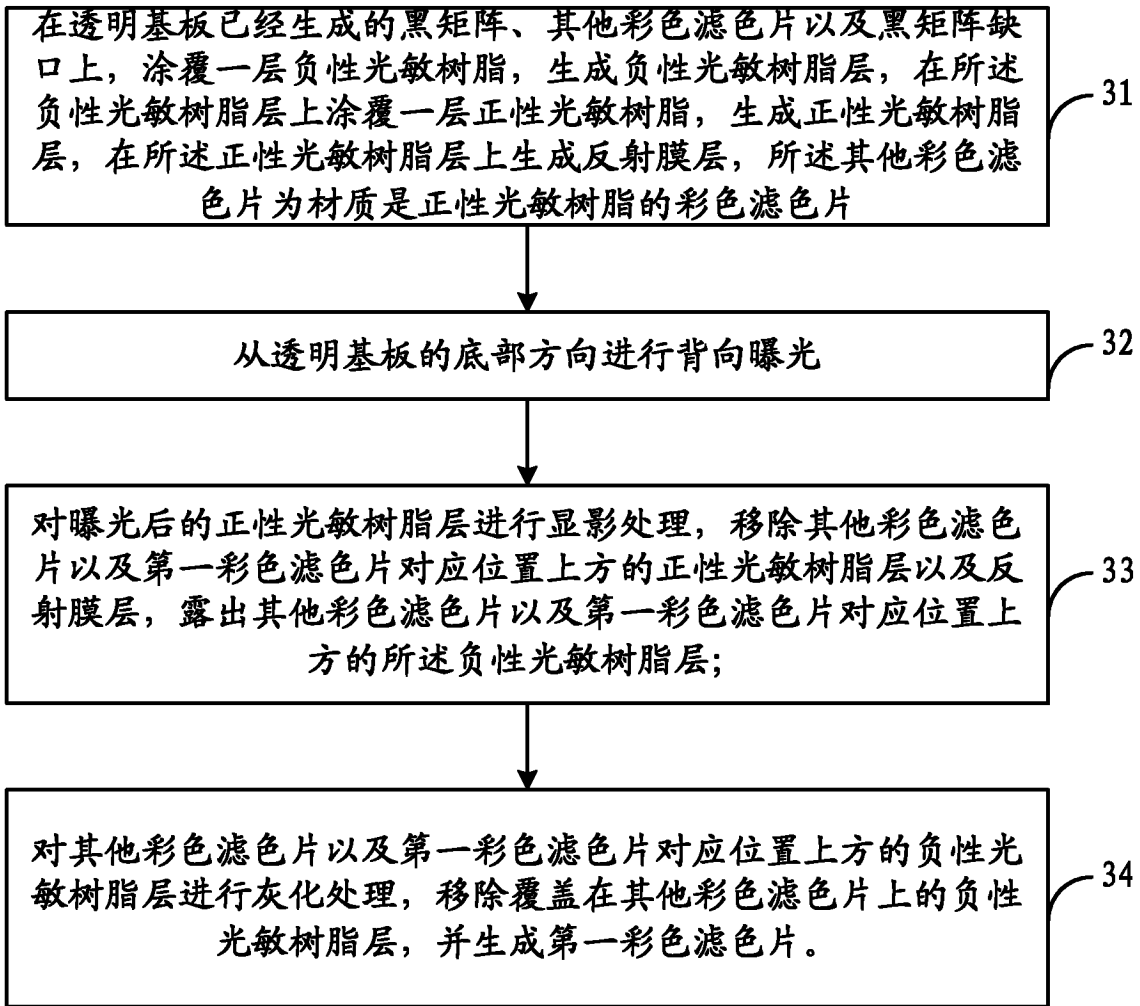 在透明基板已经生成的黑矩阵、其他彩色滤色片以及黑矩阵缺
口上，涂覆一层负性光敏树脂，生成负性光敏树脂层，在所述
负性光敏树脂层上涂覆一层正性光敏树脂，生成正性光敏树脂
层，在所述正性光敏树脂层上生成反射膜层，所述其他彩色滤
色片为材质是正性光敏树脂的彩色滤色片
31
从透明基板的底部方向进行背向曝光
32
对曝光后的正性光敏树脂层进行显影处理，移除其他彩色滤色
片以及第一彩色滤色片对应位置上方的正性光敏树脂层以及反
射膜层，露出其他彩色滤色片以及第一彩色滤色片对应位置上
方的所述负性光敏树脂层；
33
对其他彩色滤色片以及第一彩色滤色片对应位置上方的负性光
敏树脂层进行灰化处理，移除覆盖在其他彩色滤色片上的负性
光敏树脂层，并生成第一彩色滤色片。
34